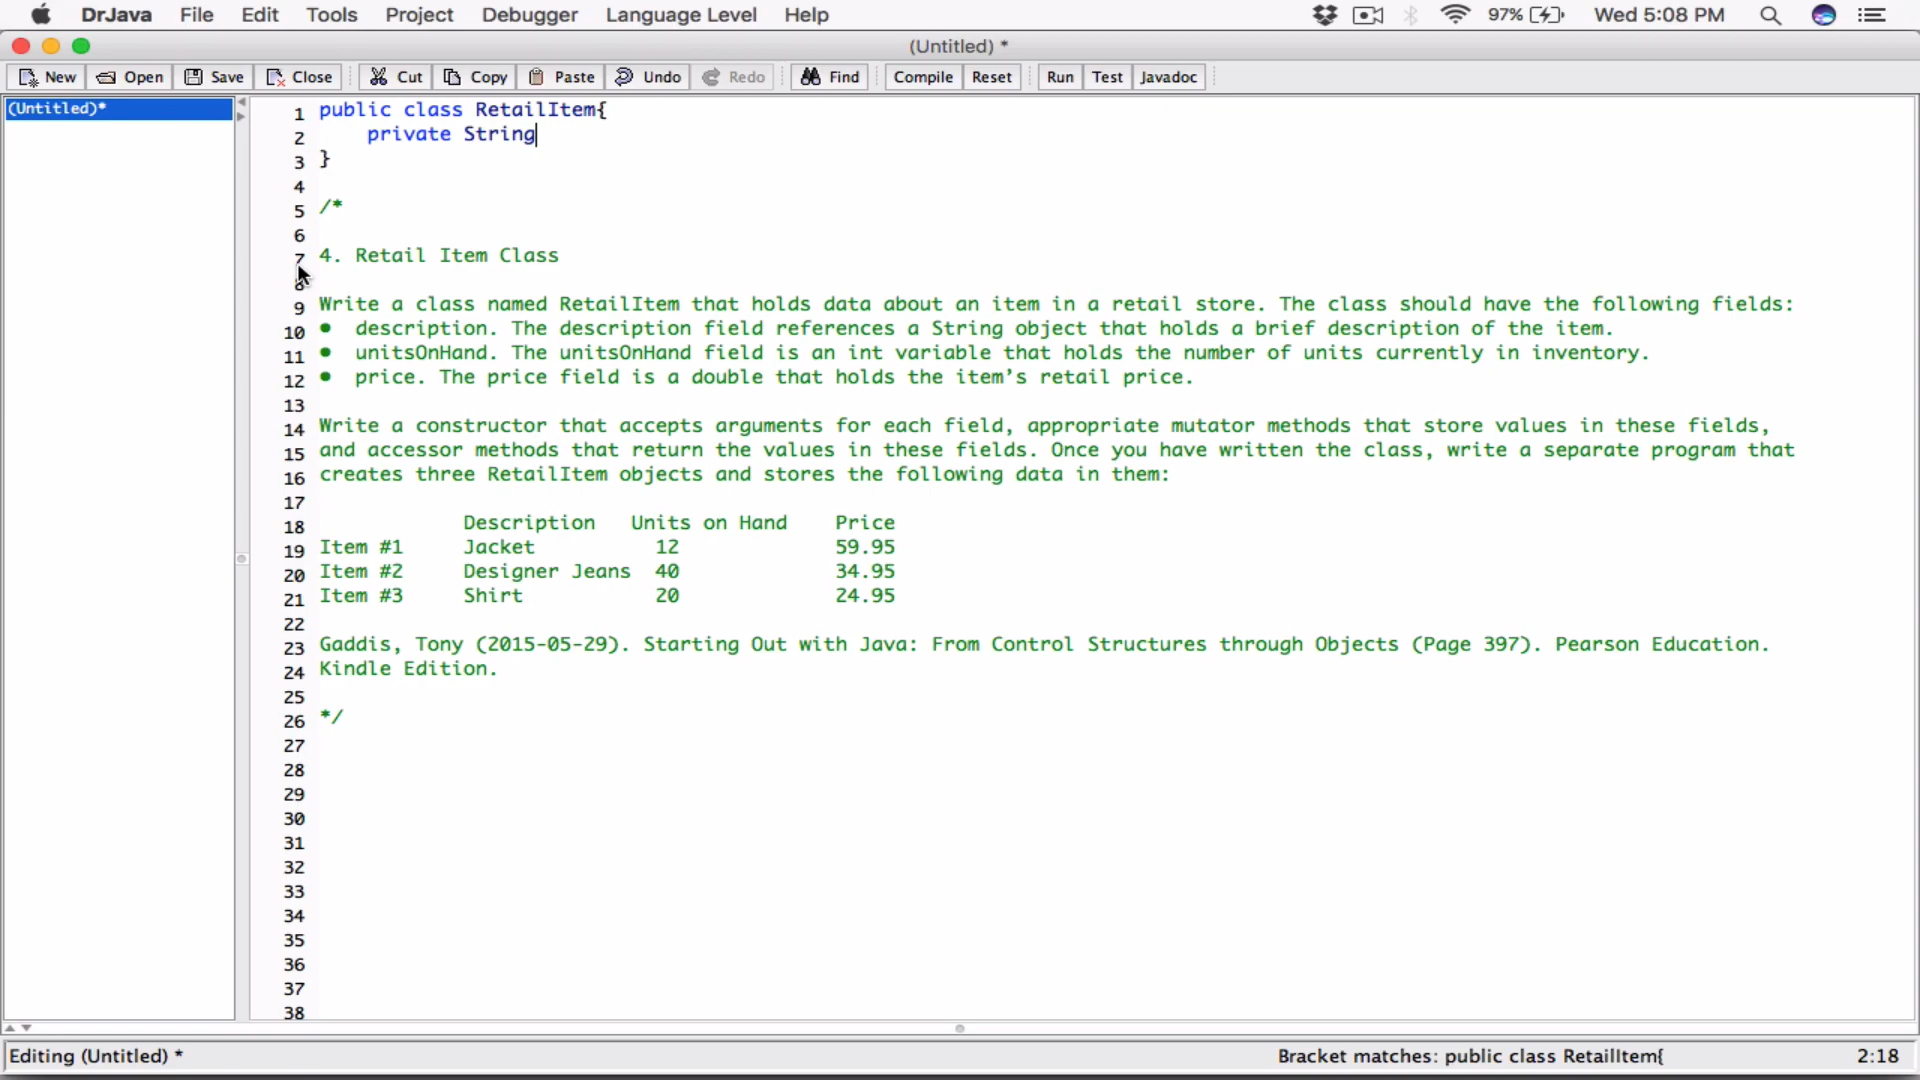 DrJava File Edit Tools Project Debugger Language Level Help 97% Wed 5:08 PM
(Untitled) *
New Open Save Close Cut Copy Paste Undo Redo Find Compile Reset Run Test Javadoc
(Untitled)*
1 public class RetailItem{
2 private String
3 }
4
5 /*
6
7 4. Retail Item Class
8
9 Write a class named RetailItem that holds data about an item in a retail store. The class should have the following fields:
10 • description. The description field references a String object that holds a brief description of the item.
11 • unitsOnHand. The unitsOnHand field is an int variable that holds the number of units currently in inventory.
12 • price. The price field is a double that holds the item’s retail price.
13
14 Write a constructor that accepts arguments for each field, appropriate mutator methods that store values in these fields,
15 and accessor methods that return the values in these fields. Once you have written the class, write a separate program that
16 creates three RetailItem objects and stores the following data in them:
17
18 Description Units on Hand Price
19 Item #1 Jacket 12 59.95
20 Item #2 Designer Jeans 40 34.95
21 Item #3 Shirt 20 24.95
22
23 Gaddis, Tony (2015-05-29). Starting Out with Java: From Control Structures through Objects (Page 397). Pearson Education.
24 Kindle Edition.
25
26 */
27
28
29
30
31
32
33
34
35
36
37
38
Editing (Untitled) * Bracket matches: public class RetailItem{ 2:18